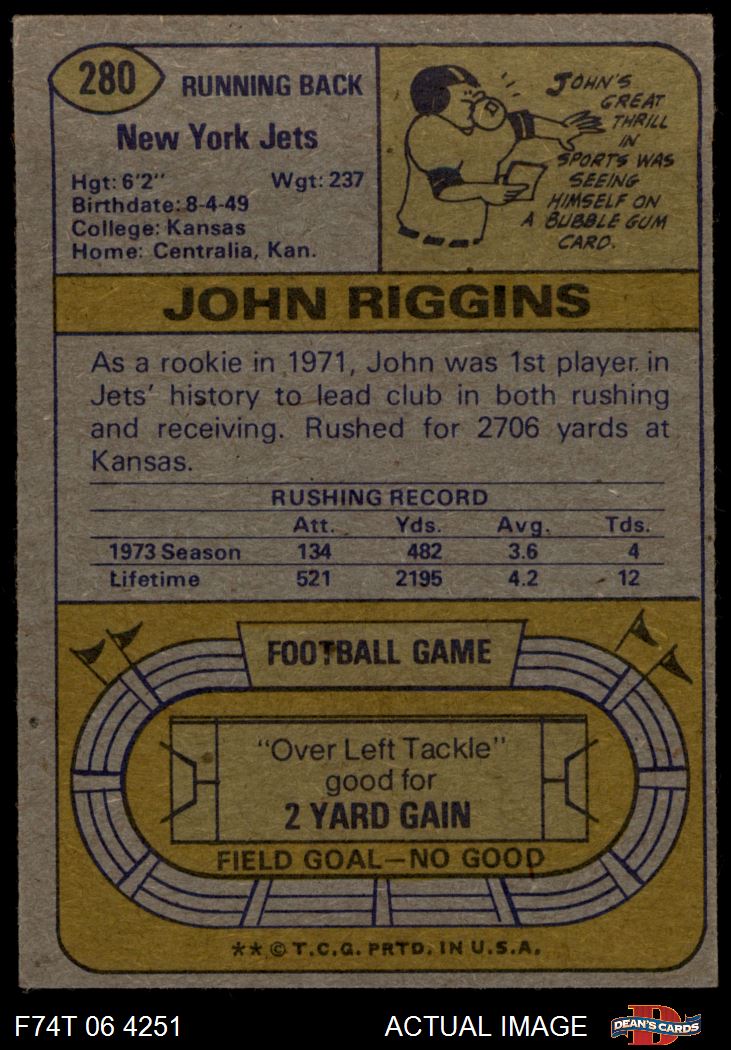 280
RUNNING BACK
New York Jets
Hgt: 6'2" Wgt: 237
Birthdate: 8-4-49
College: Kansas
Home: Centralia, Kan.
JOHN'S
GREAT
THRILL
IN
SPORTS WAS
SEEING
HIMSELF ON
A BUBBLE GUM
CARD.
JOHN RIGGINS
As a rookie in 1971, John was 1st player in
Jets' history to lead club in both rushing
and receiving. Rushed for 2706 yards at
Kansas.
RUSHING RECORD
Att. Yds. Avg. Tds.
1973 Season 134 482 3.6 4
Lifetime 521 2195 4.2 12
FOOTBALL GAME
"Over Left Tackle"
good for
2 YARD GAIN
FIELD GOAL—NO GOOD
** © T.C.G. PRTD. IN U.S.A.
F74T 06 4251 ACTUAL IMAGE DEAN'S CARDS